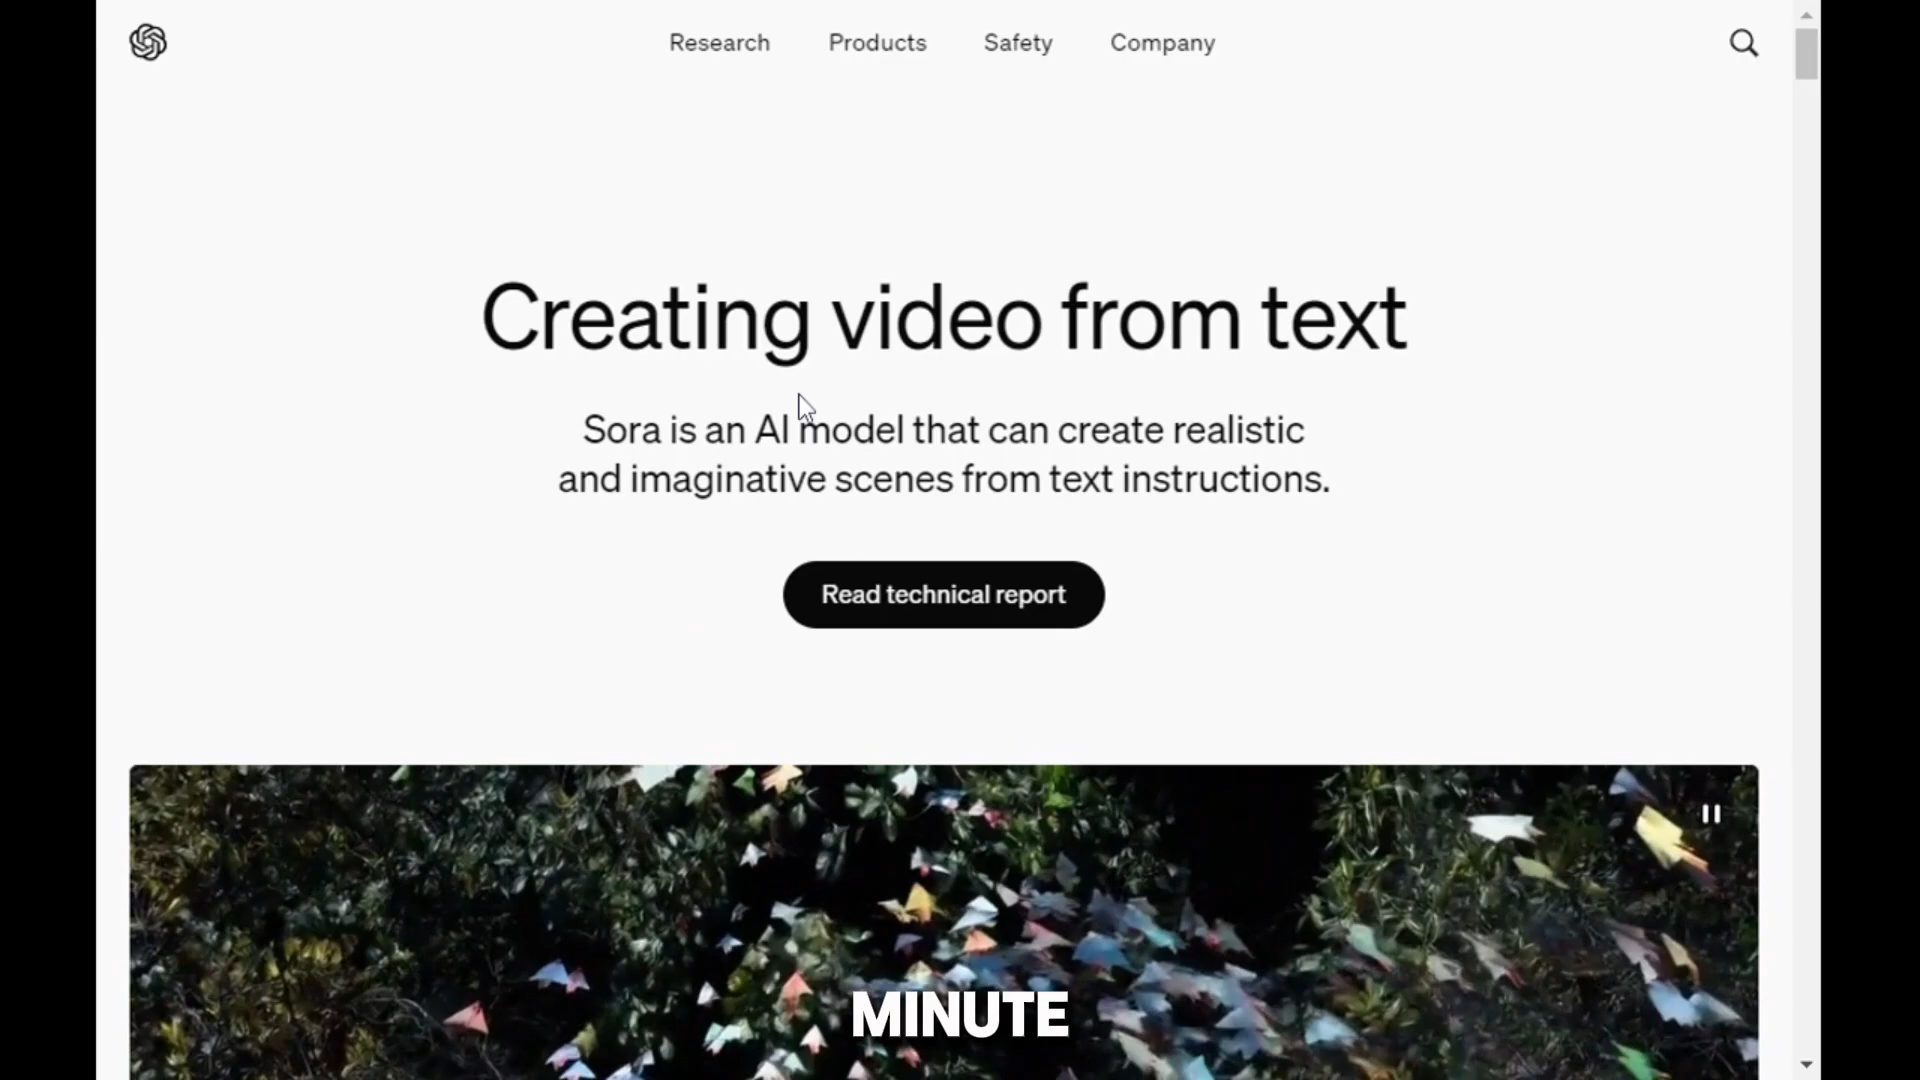 Research Products Safety Company
Creating video from text
Sora is an AI model that can create realistic
and imaginative scenes from text instructions.
Read technical report
MINUTE